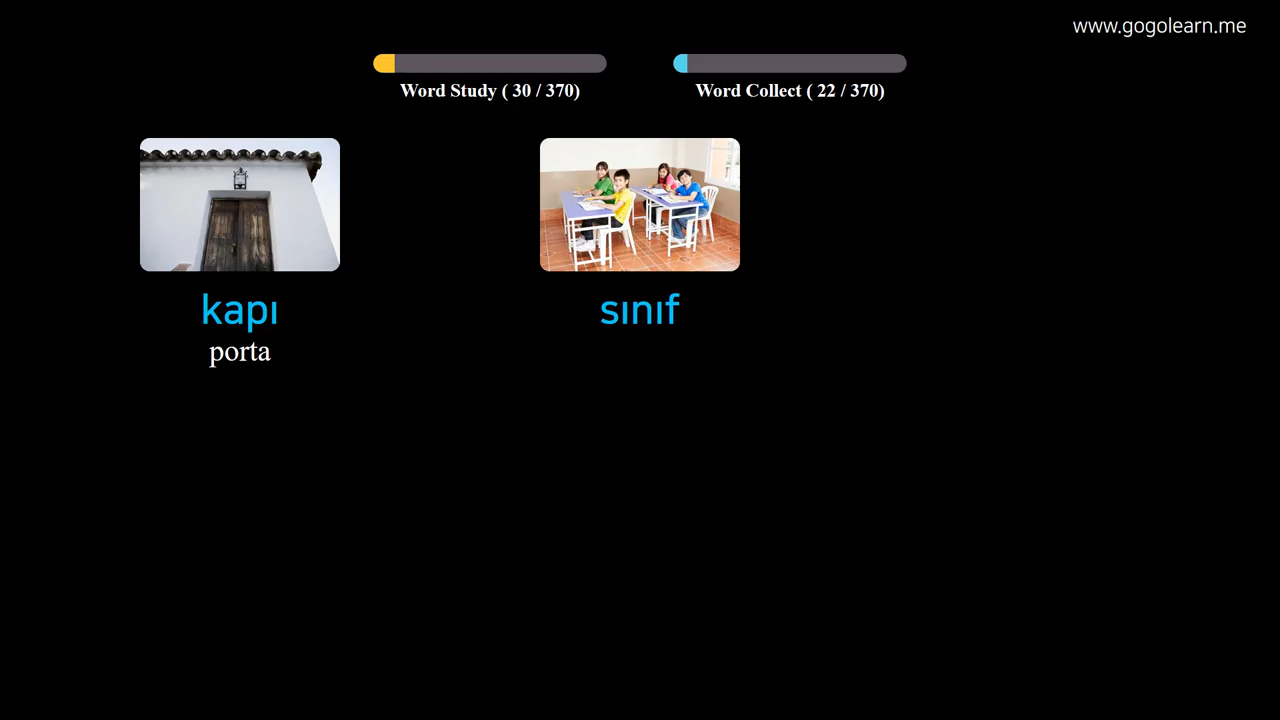 www.gogolearn.me
Word Study ( 30 / 370)
Word Collect ( 22 / 370)
kapı
porta
sınıf